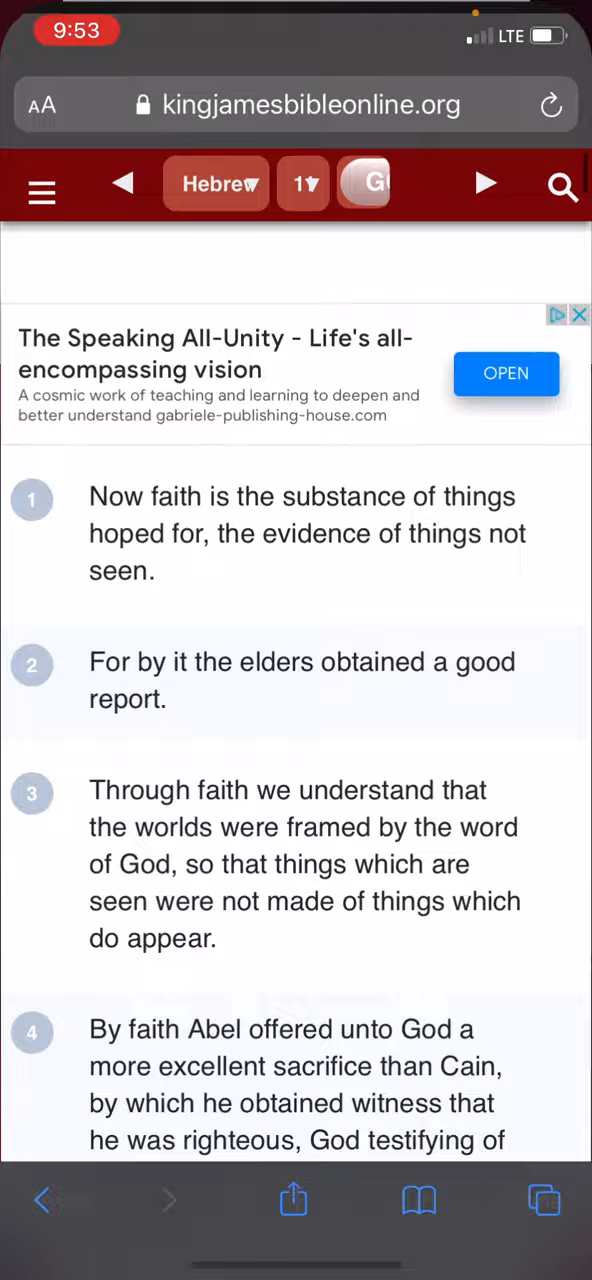 9:53
LTE
AA kingjamesbibleonline.org
Hebrew 11
The Speaking All-Unity - Life's all-
encompassing vision
A cosmic work of teaching and learning to deepen and
better understand gabriele-publishing-house.com
OPEN
1 Now faith is the substance of things
hoped for, the evidence of things not
seen.
2 For by it the elders obtained a good
report.
3 Through faith we understand that
the worlds were framed by the word
of God, so that things which are
seen were not made of things which
do appear.
4 By faith Abel offered unto God a
more excellent sacrifice than Cain,
by which he obtained witness that
he was righteous, God testifying of